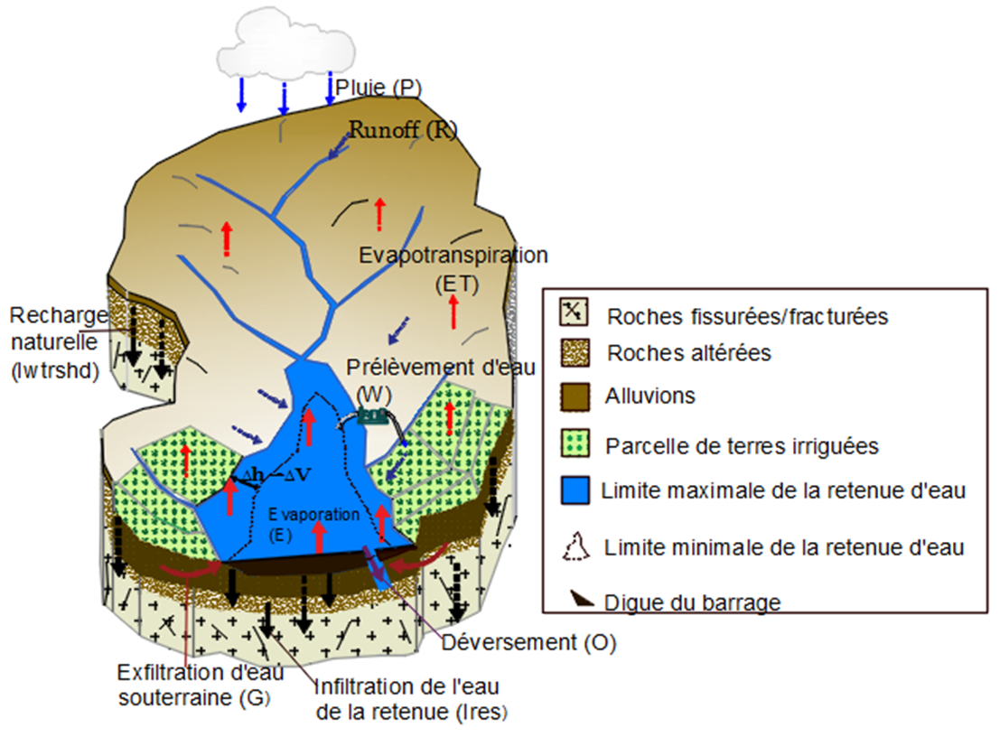 Pluie (P)
Runoff (R)
Evapotranspiration
(ET)
Recharge
naturelle
(Iwtrshd)
Prélèvement d'eau
(W)
Δh – ΔV
Evaporation
(E)
Déversement (O)
Exfiltration d'eau
souterraine (G)
Infiltration de l'eau
de la retenue (Ires)
Roches fissurées/fracturées
Roches altérées
Alluvions
Parcelle de terres irriguées
Limite maximale de la retenue d'eau
Limite minimale de la retenue d'eau
Digue du barrage